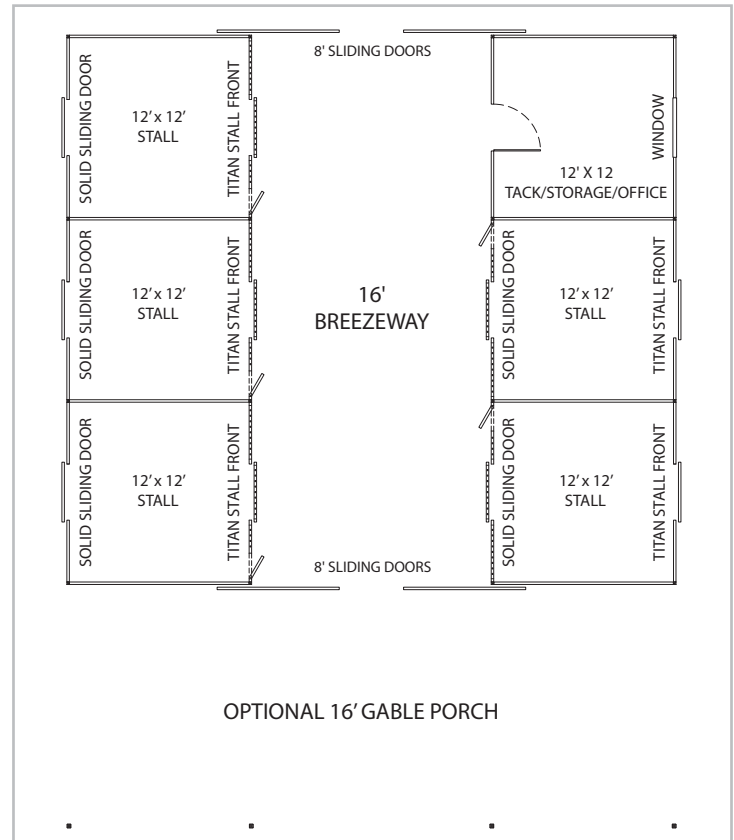 8' SLIDING DOORS
SOLID SLIDING DOOR
12' x 12'
STALL
TITAN STALL FRONT
WINDOW
12' X 12
TACK/STORAGE/OFFICE
SOLID SLIDING DOOR
12' x 12'
STALL
TITAN STALL FRONT
16'
BREEZEWAY
SOLID SLIDING DOOR
12' x 12'
STALL
TITAN STALL FRONT
SOLID SLIDING DOOR
12' x 12'
STALL
TITAN STALL FRONT
SOLID SLIDING DOOR
12' x 12'
STALL
TITAN STALL FRONT
8' SLIDING DOORS
OPTIONAL 16' GABLE PORCH